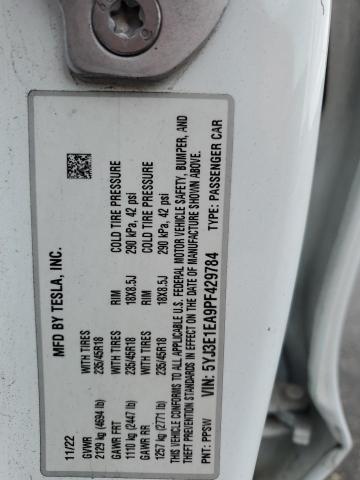 MFD BY TESLA, INC.
11/22
GVWR WITH TIRES RIM COLD TIRE PRESSURE
2129 kg (4694 lb) 235/45R18 18X8.5J 290 kPa, 42 psi
GAWR FRT WITH TIRES RIM COLD TIRE PRESSURE
1110 kg (2447 lb) 235/45R18 18X8.5J 290 kPa, 42 psi
GAWR RR WITH TIRES
1257 kg (2771 lb) 235/45R18
THIS VEHICLE CONFORMS TO ALL APPLICABLE U.S. FEDERAL MOTOR VEHICLE SAFETY, BUMPER, AND
THEFT PREVENTION STANDARDS IN EFFECT ON THE DATE OF MANUFACTURE SHOWN ABOVE.
PNT: PPSW VIN: 5YJ3E1EA9PF429784 TYPE: PASSENGER CAR